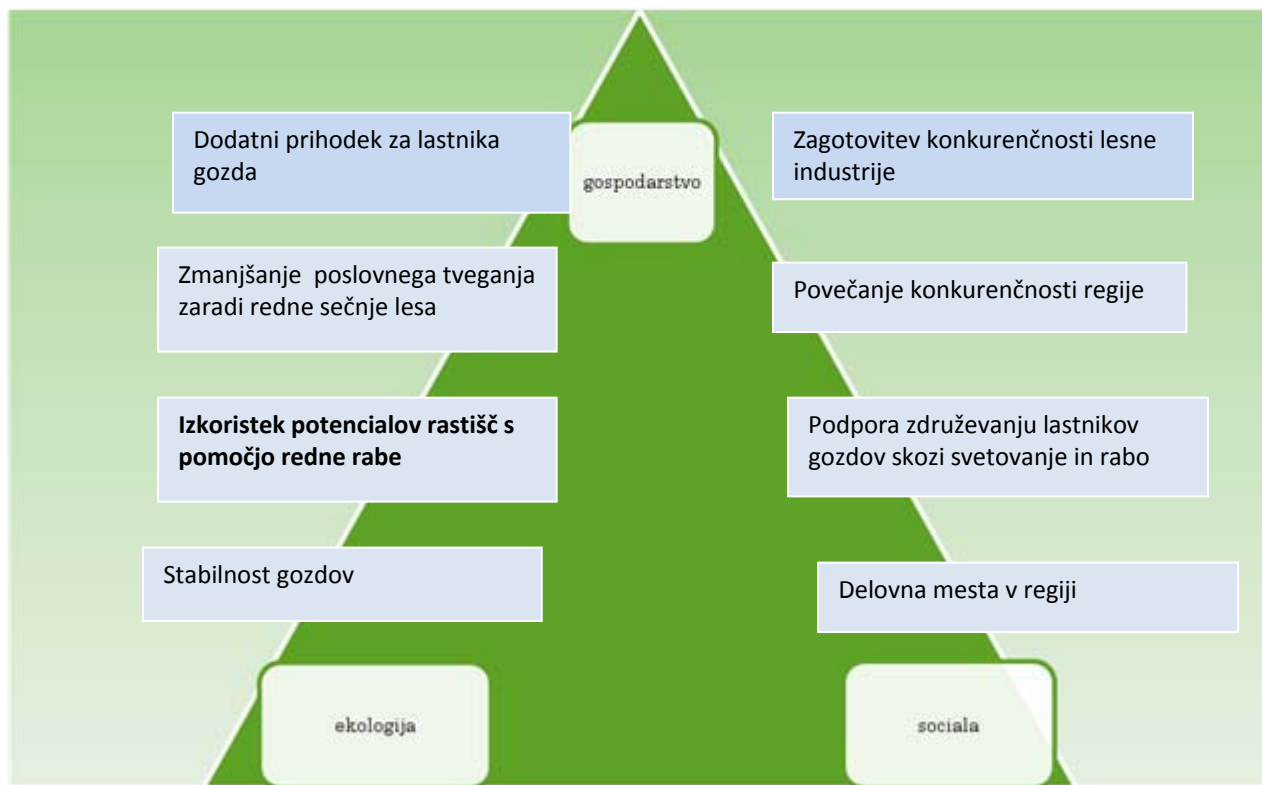 Dodatni prihodek za lastnika
gozda
gospodarstvo
Zagotovitev konkurenčnosti lesne
industrije
Zmanjšanje  poslovnega tveganja
zaradi redne sečnje lesa
Povečanje konkurenčnosti regije
Izkoristek potencialov rastišč s
pomočjo redne rabe
Podpora združevanju lastnikov
gozdov skozi svetovanje in rabo
Stabilnost gozdov
Delovna mesta v regiji
ekologija
sociala